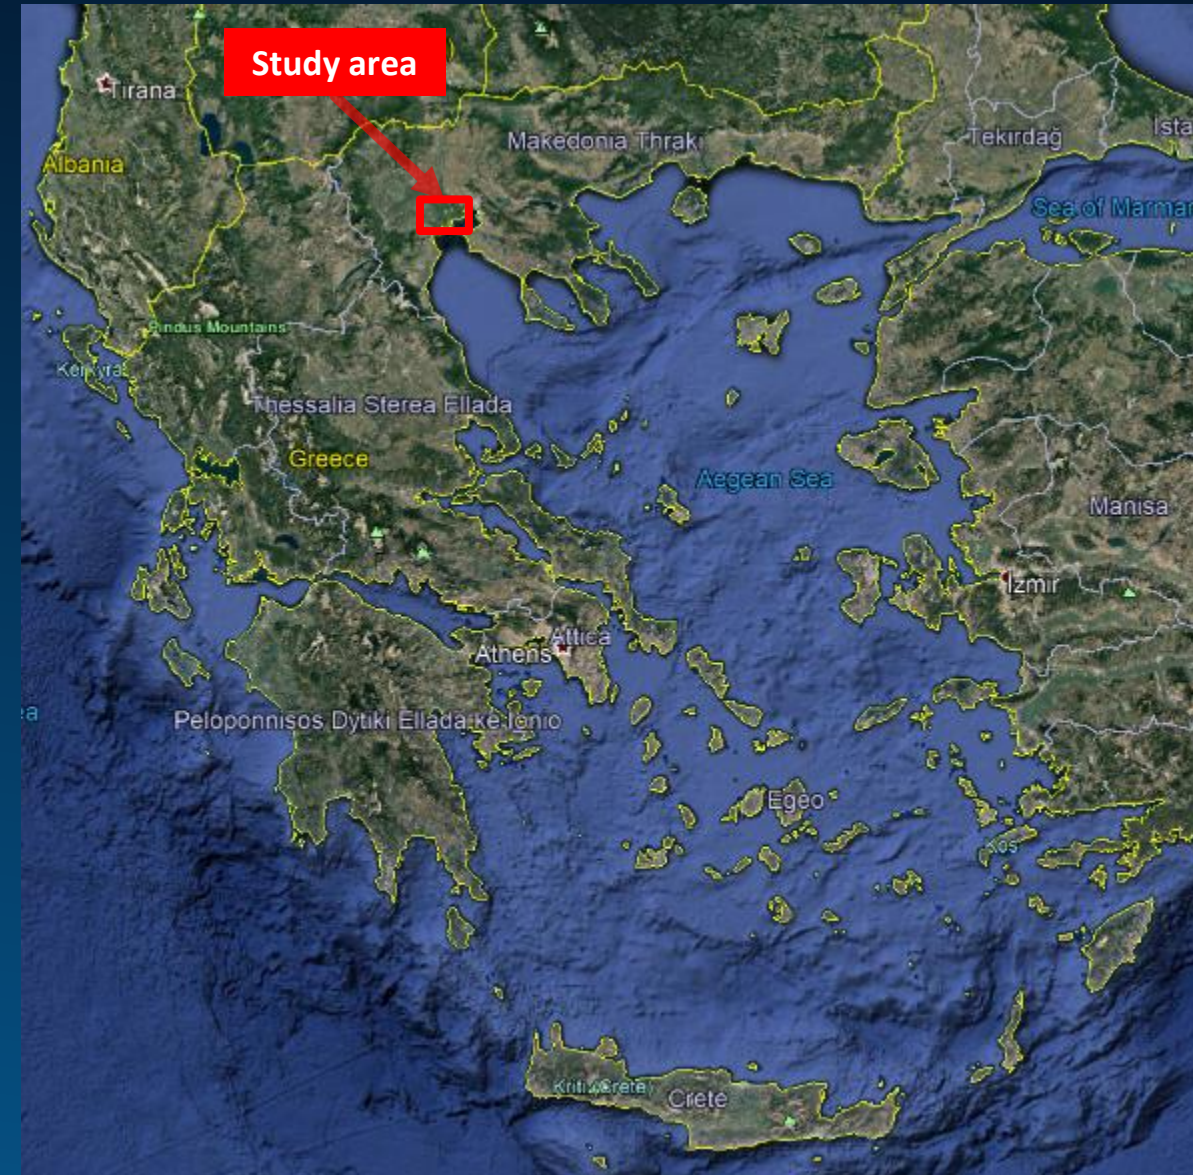 Study area
Tirana
Makedonia Thraki
Tekirdağ
Ista
Albania
Sea of Marmar
Pindus Mountains
Kerkyra
Thessalia Sterea Ellada
Greece
Aegean Sea
Manisa
İzmir
Attica
Athens
ea
Peloponnisos Dytiki Ellada ke Ionio
Egeo
Kos
Kriti (Crete)
Crete